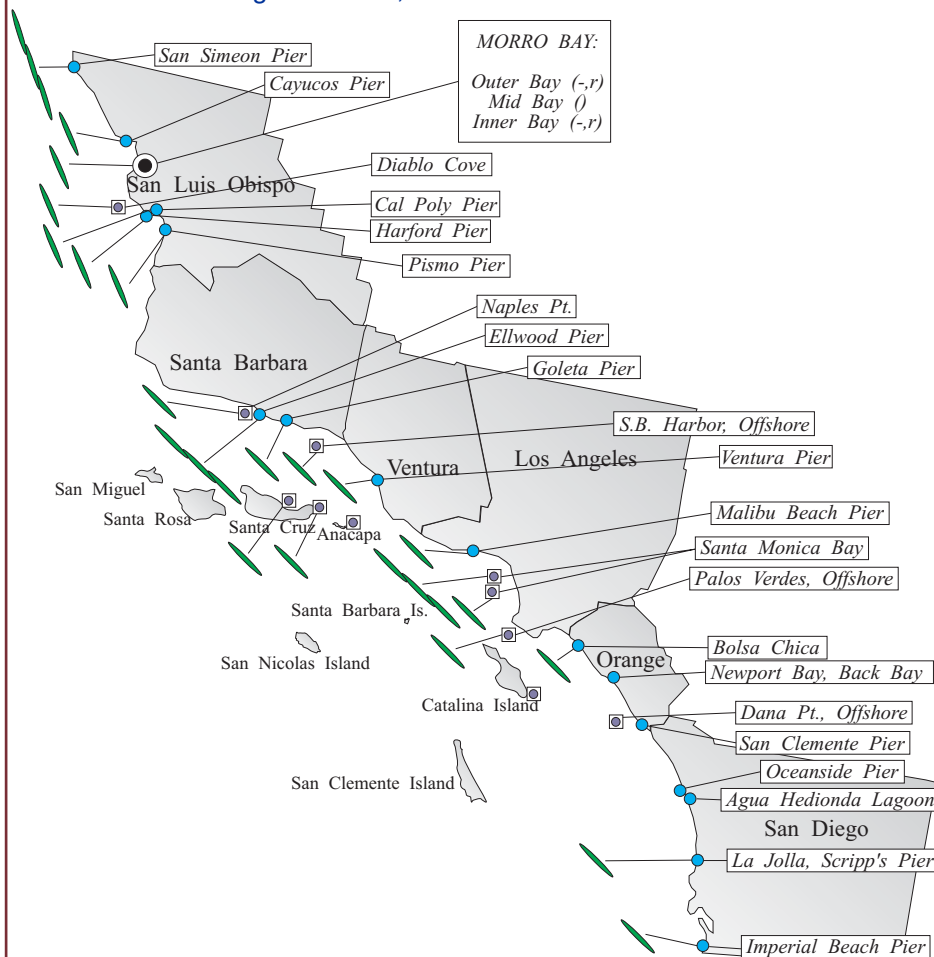 San Simeon Pier
MORRO BAY:
Outer Bay (-,r)
Mid Bay ()
Inner Bay (-,r)
Cayucos Pier
Diablo Cove
San Luis Obispo
Cal Poly Pier
Harford Pier
Pismo Pier
Naples Pt.
Ellwood Pier
Santa Barbara
Goleta Pier
S.B. Harbor, Offshore
Ventura
Los Angeles
Ventura Pier
San Miguel
Santa Rosa
Santa Cruz
Anacapa
Malibu Beach Pier
Santa Monica Bay
Palos Verdes, Offshore
Santa Barbara Is.
San Nicolas Island
Orange
Bolsa Chica
Newport Bay, Back Bay
Catalina Island
Dana Pt., Offshore
San Clemente Pier
San Clemente Island
Oceanside Pier
Agua Hedionda Lagoon
San Diego
La Jolla, Scripp's Pier
Imperial Beach Pier